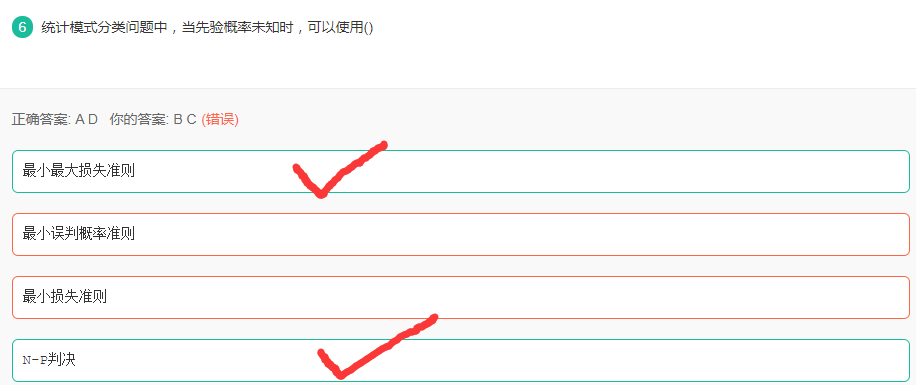 6 统计模式分类问题中，当先验概率未知时，可以使用()
正确答案: A D 你的答案: B C (错误)
最小最大损失准则
最小误判概率准则
最小损失准则
N-P判决